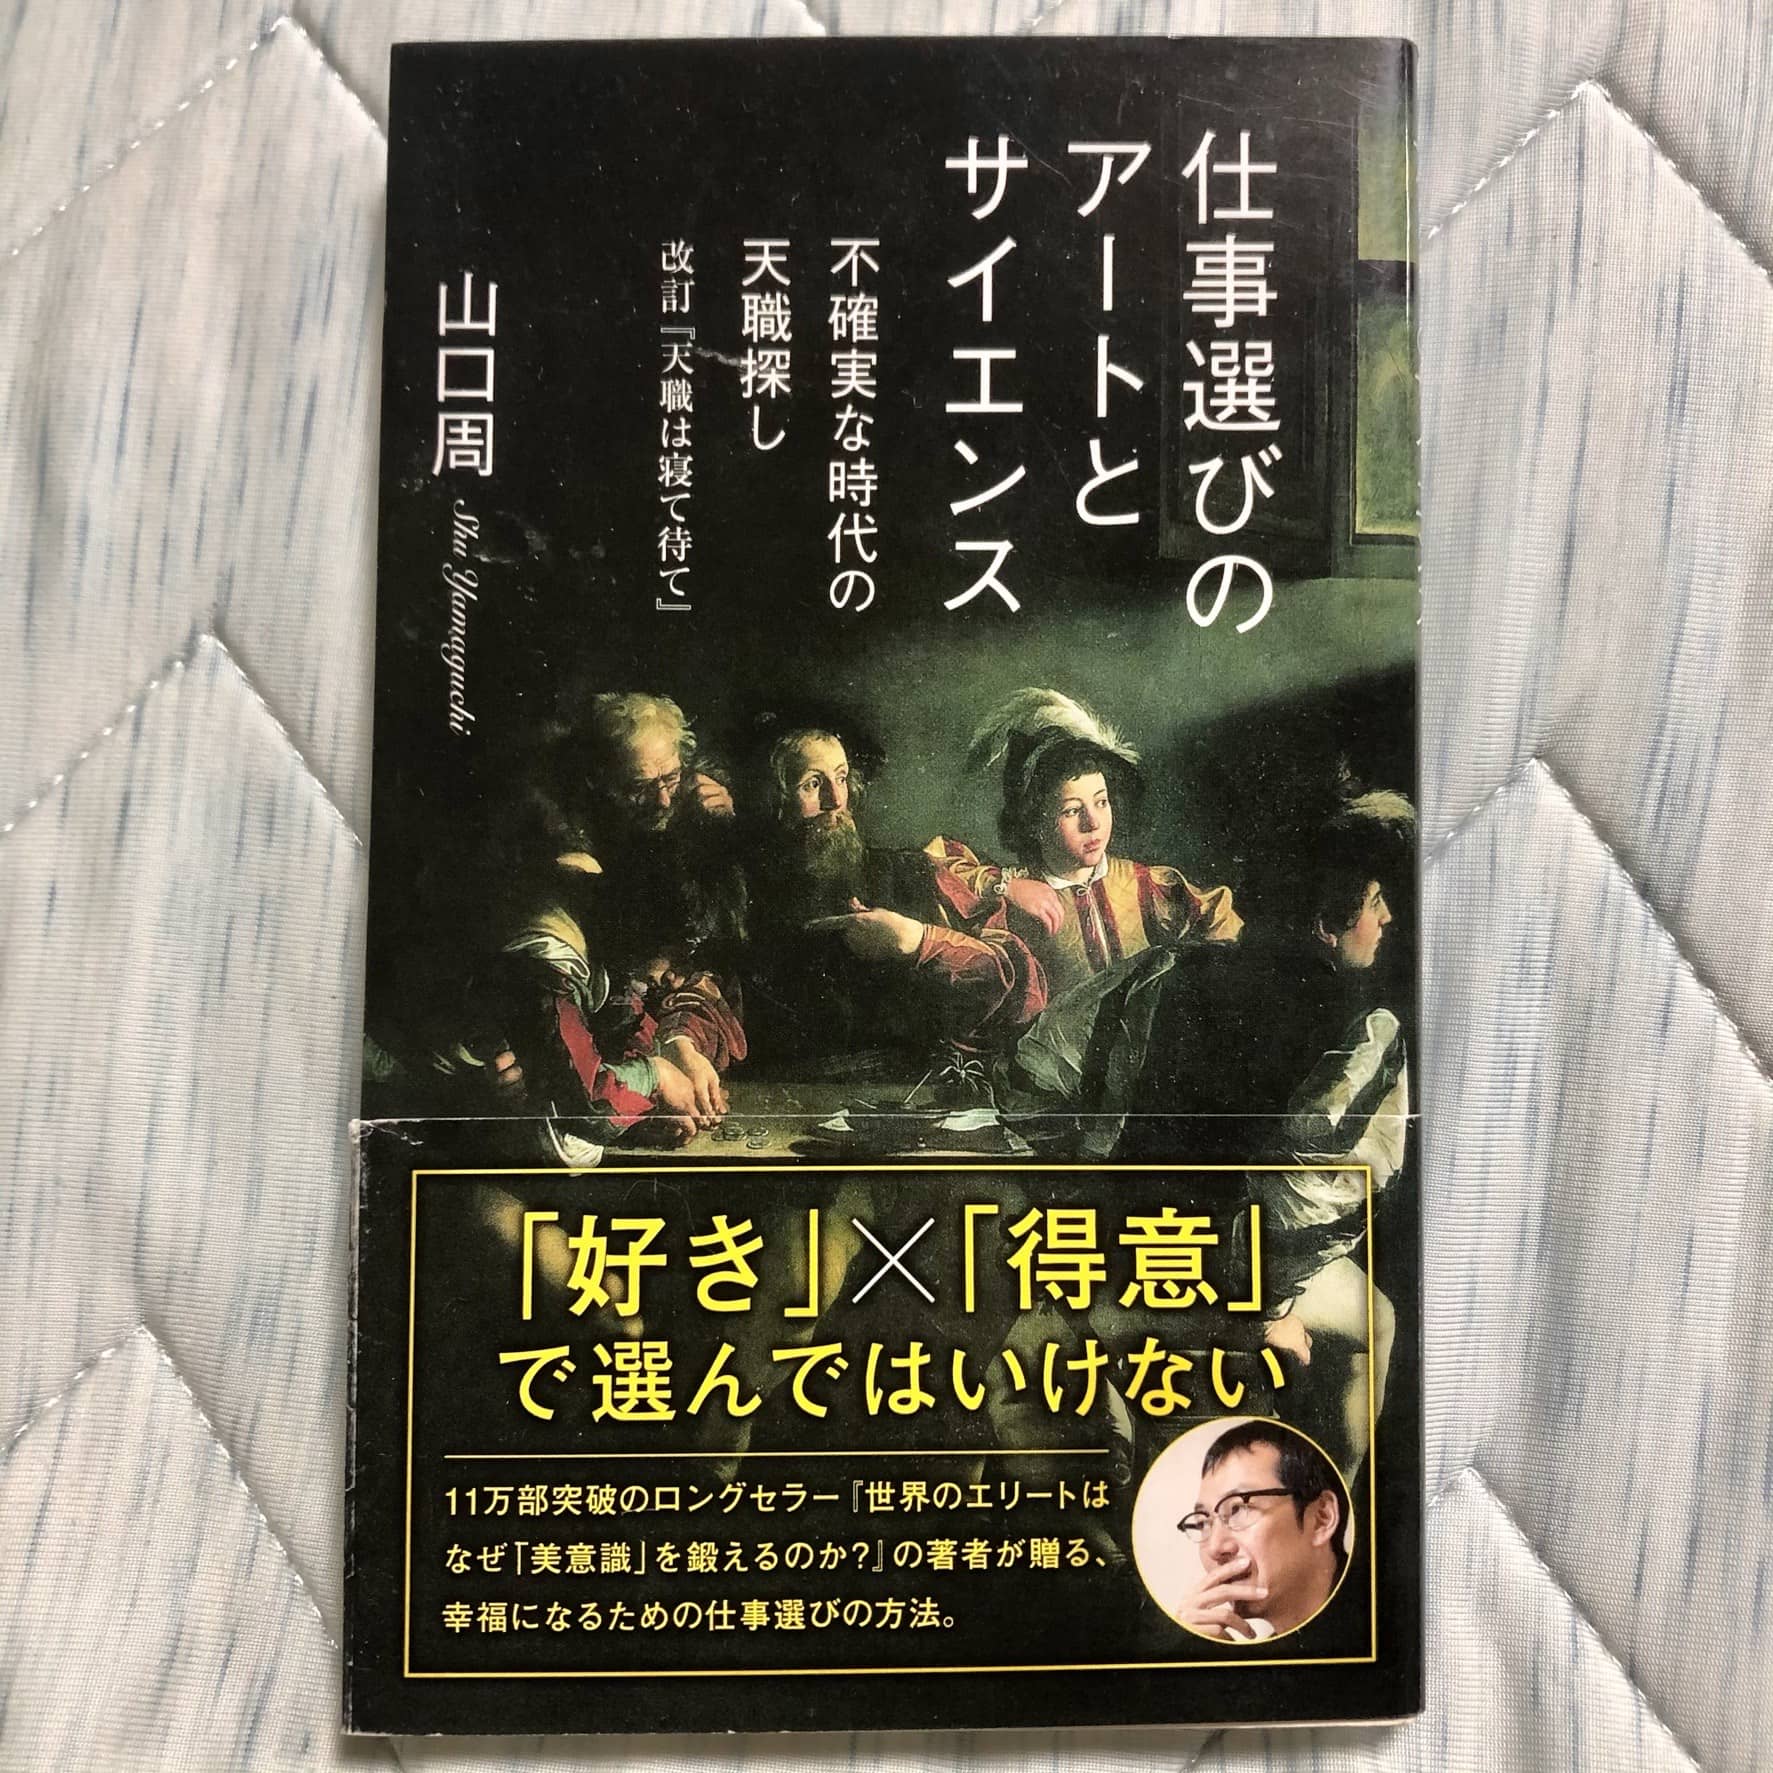 仕事選びの
アートと
サイエンス
不確実な時代の
天職探し
改訂『天職は寝て待て』
山口周 Shu Yamaguchi
「好き」×「得意」
で選んではいけない
11万部突破のロングセラー『世界のエリートは
なぜ「美意識」を鍛えるのか?』の著者が贈る、
幸福になるための仕事選びの方法。